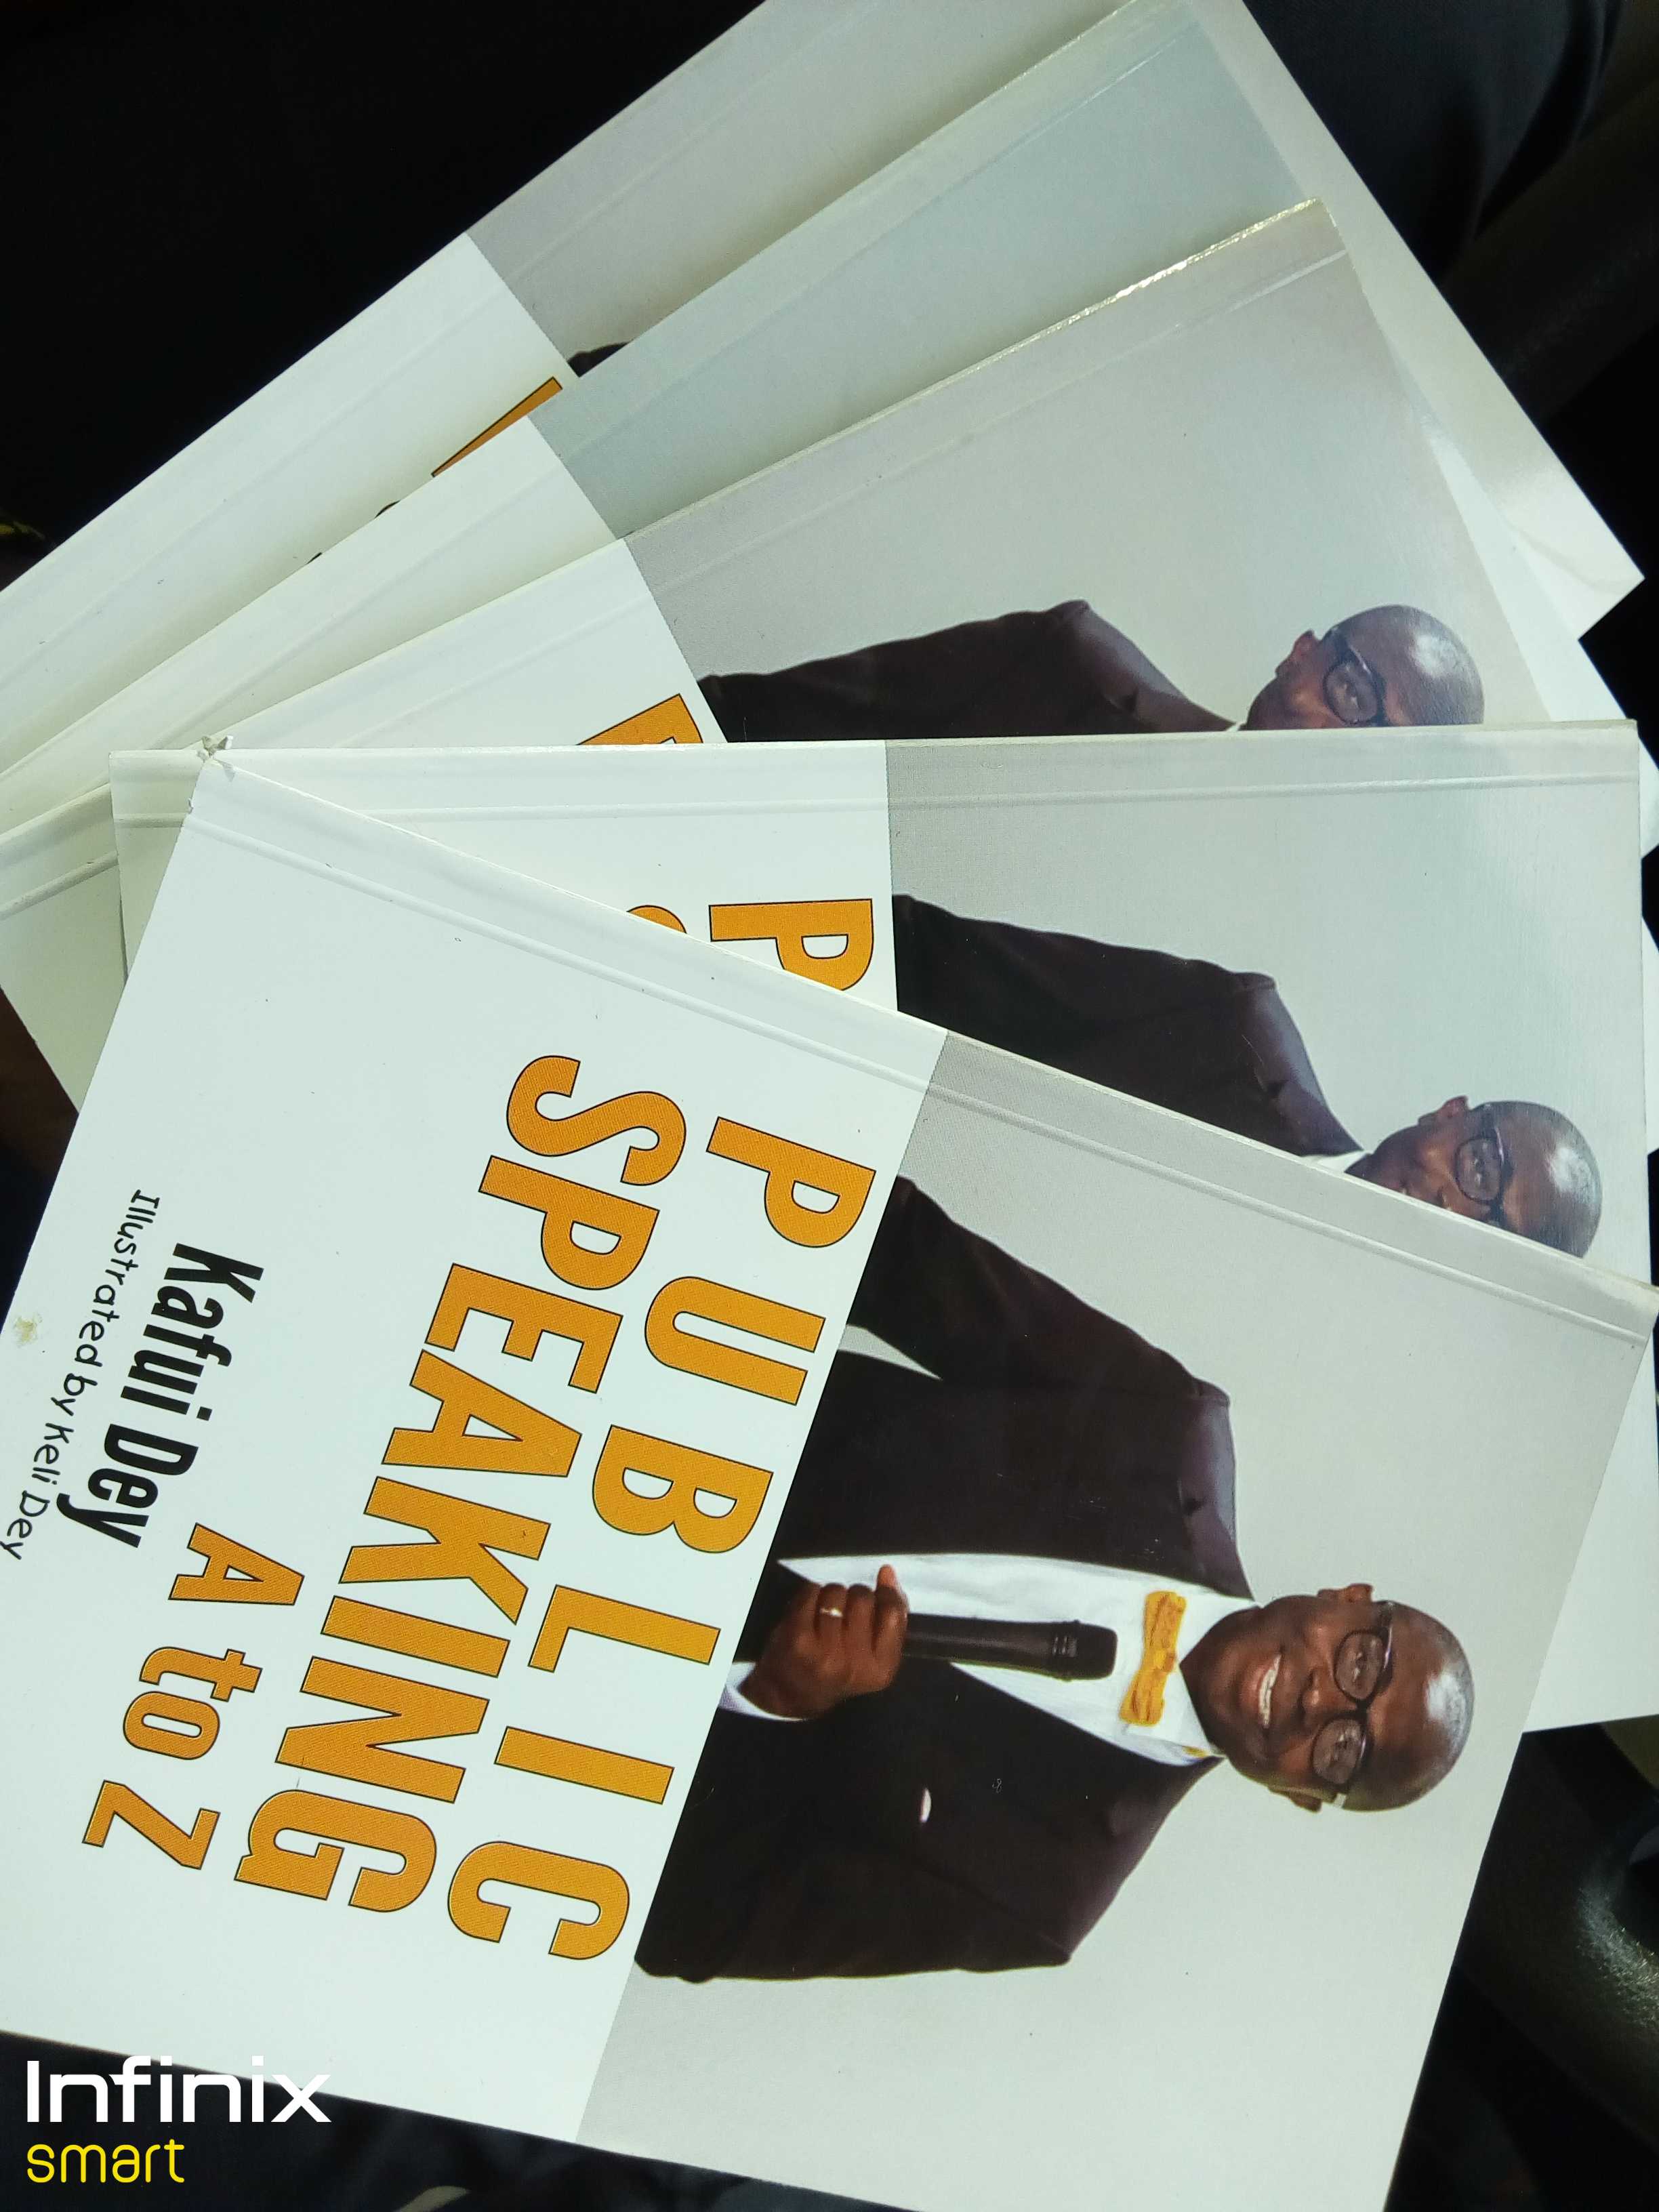 PUBLIC
SPEAKING
A to Z
Kafui Dey
Illustrated by Keli Dey
P
Infinix
smart